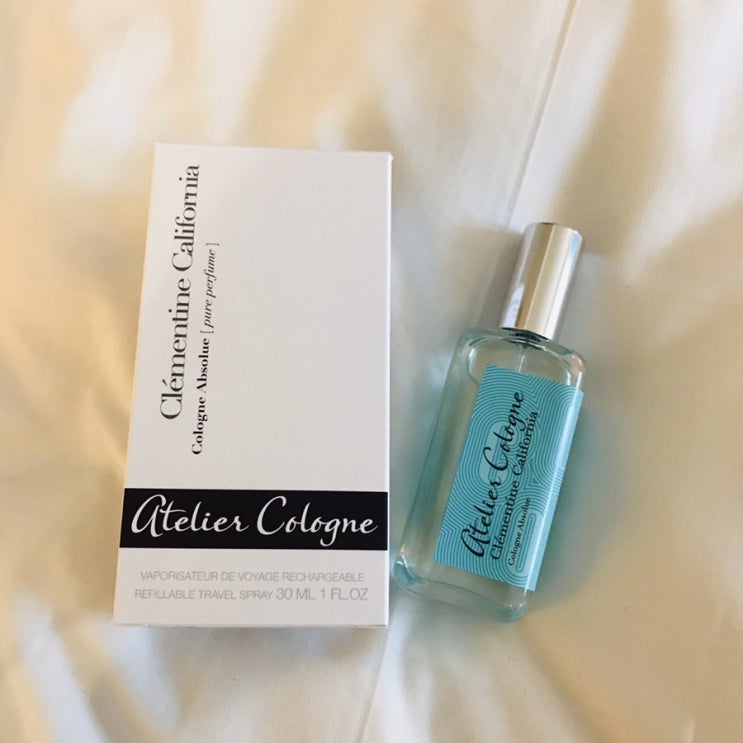 Clémentine California
Cologne Absolue [ pure perfume ]
Atelier Cologne
VAPORISATEUR DE VOYAGE RECHARGEABLE
REFILLABLE TRAVEL SPRAY 30 ML 1 FL.OZ
Atelier Cologne
Clémentine California
Cologne Absolue